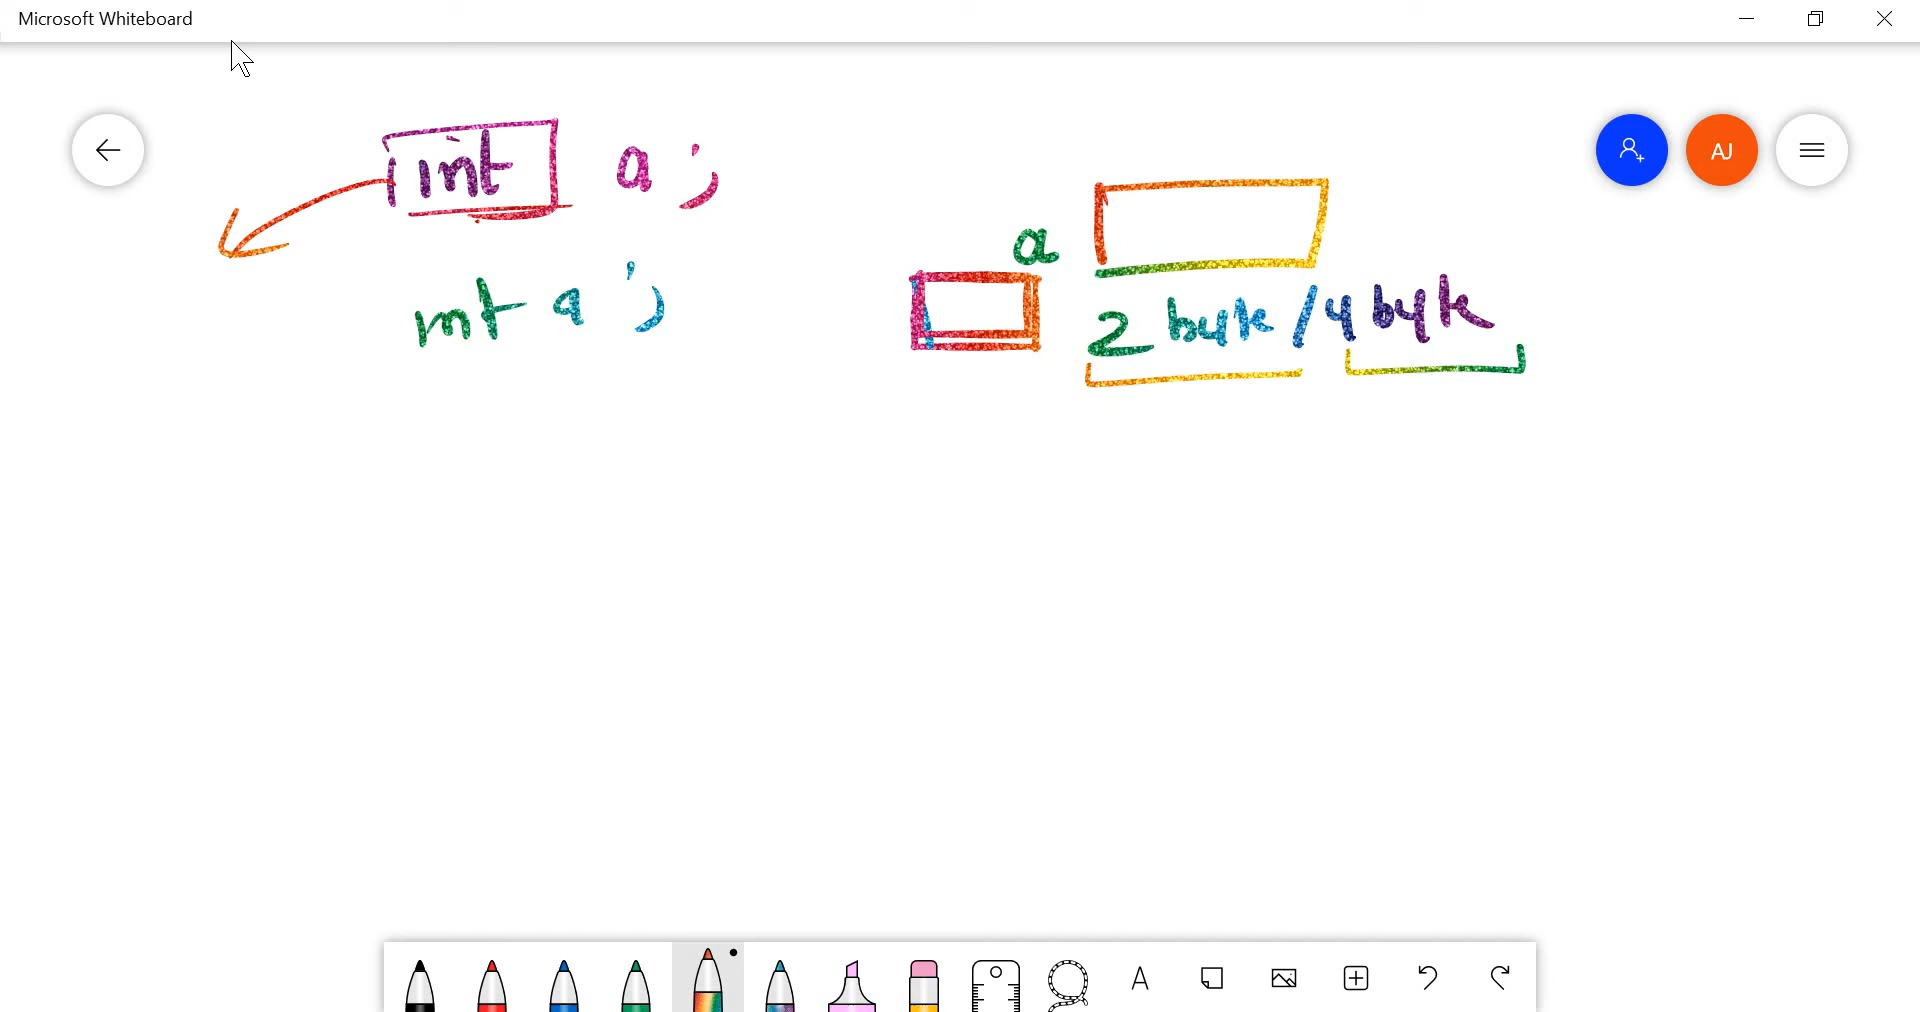 Microsoft Whiteboard
int a ;
AJ
a
int a ;
2 byte / 4 byte
A